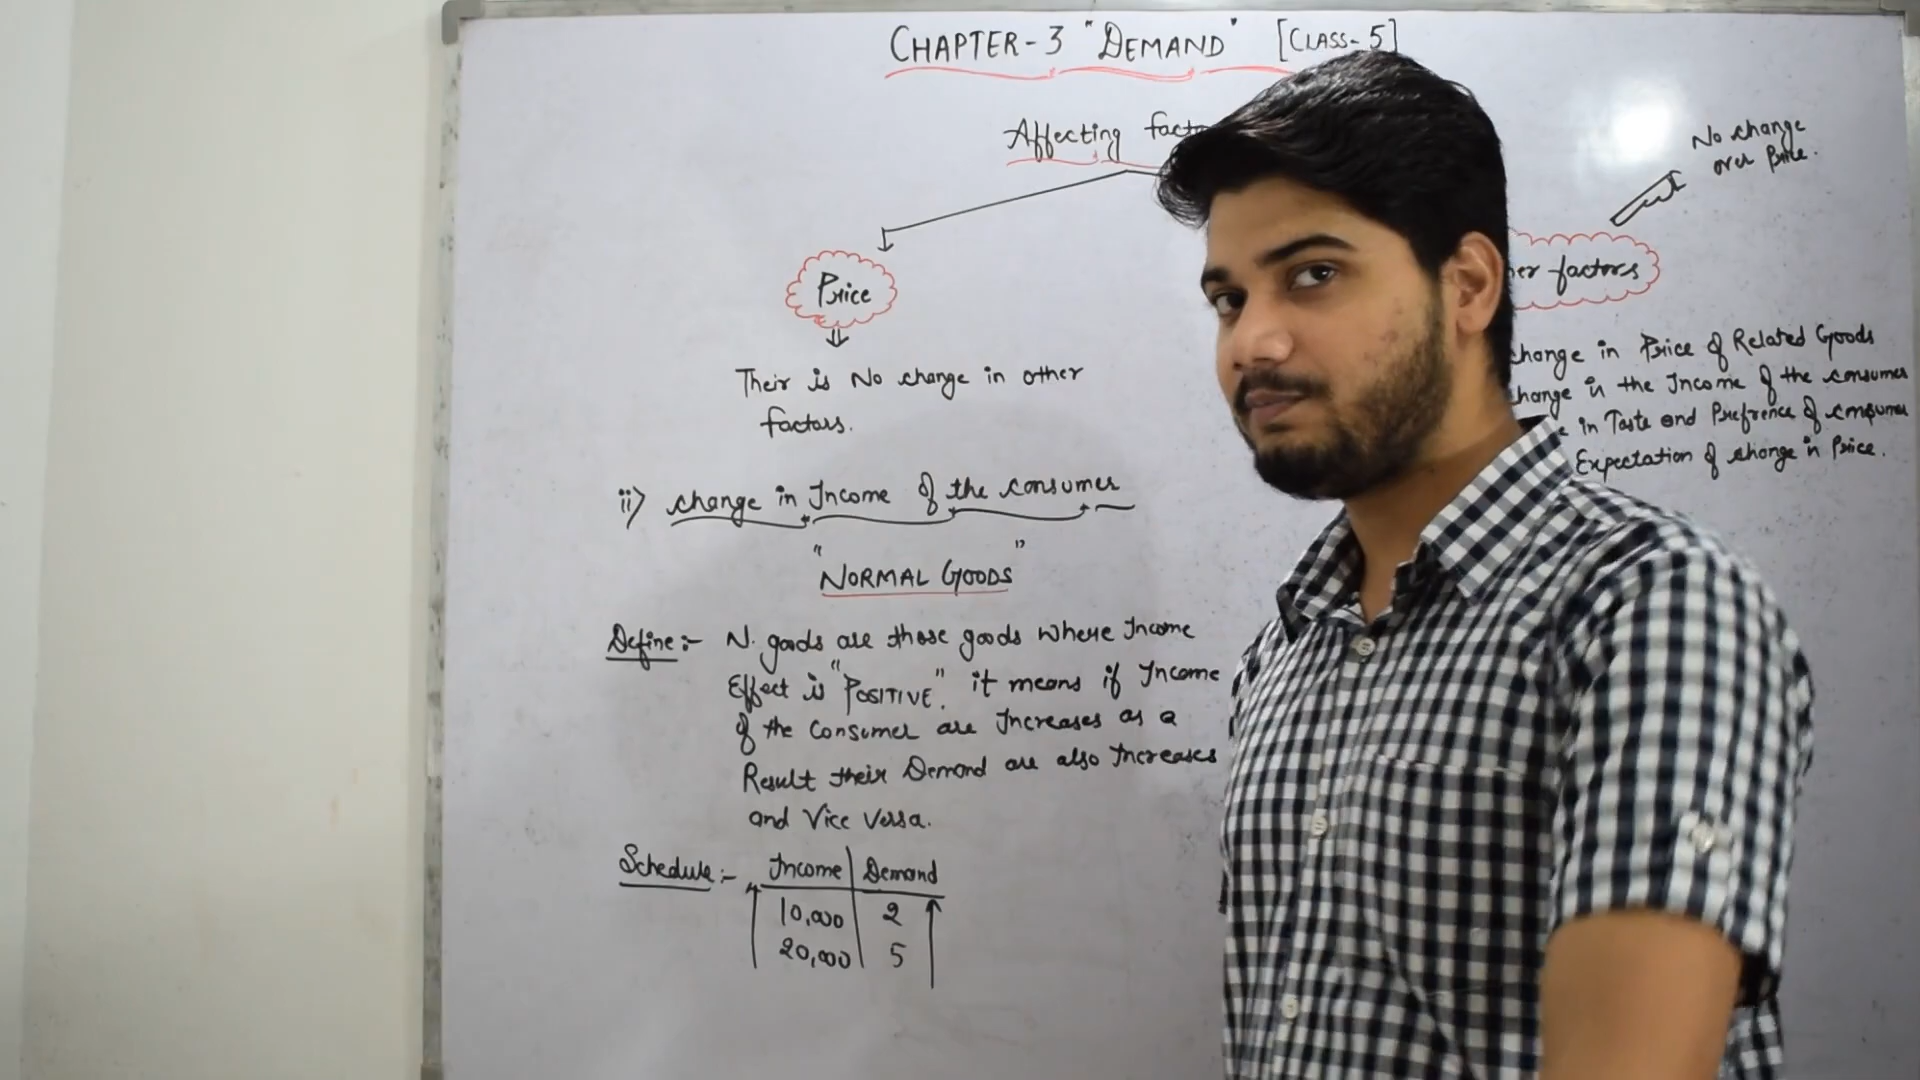 CHAPTER-3 "DEMAND" [CLASS-5]
Affecting
No change
over Price.
Price
factors
Their is No change in other
factors.
change in Price of Related Goods
change in the Income of the consumer
in Taste and Prefrence of consumer
Expectation of change in Price.
ii) change in Income of the consumer
"NORMAL GOODS"
Define:- N. goods are those goods where Income
Effect is "POSITIVE". it means if Income
of the Consumer are Increases as a
Result their Demand are also Increases
and Vice Versa.
Schedule:- Income Demand
10,000 2
20,000 5